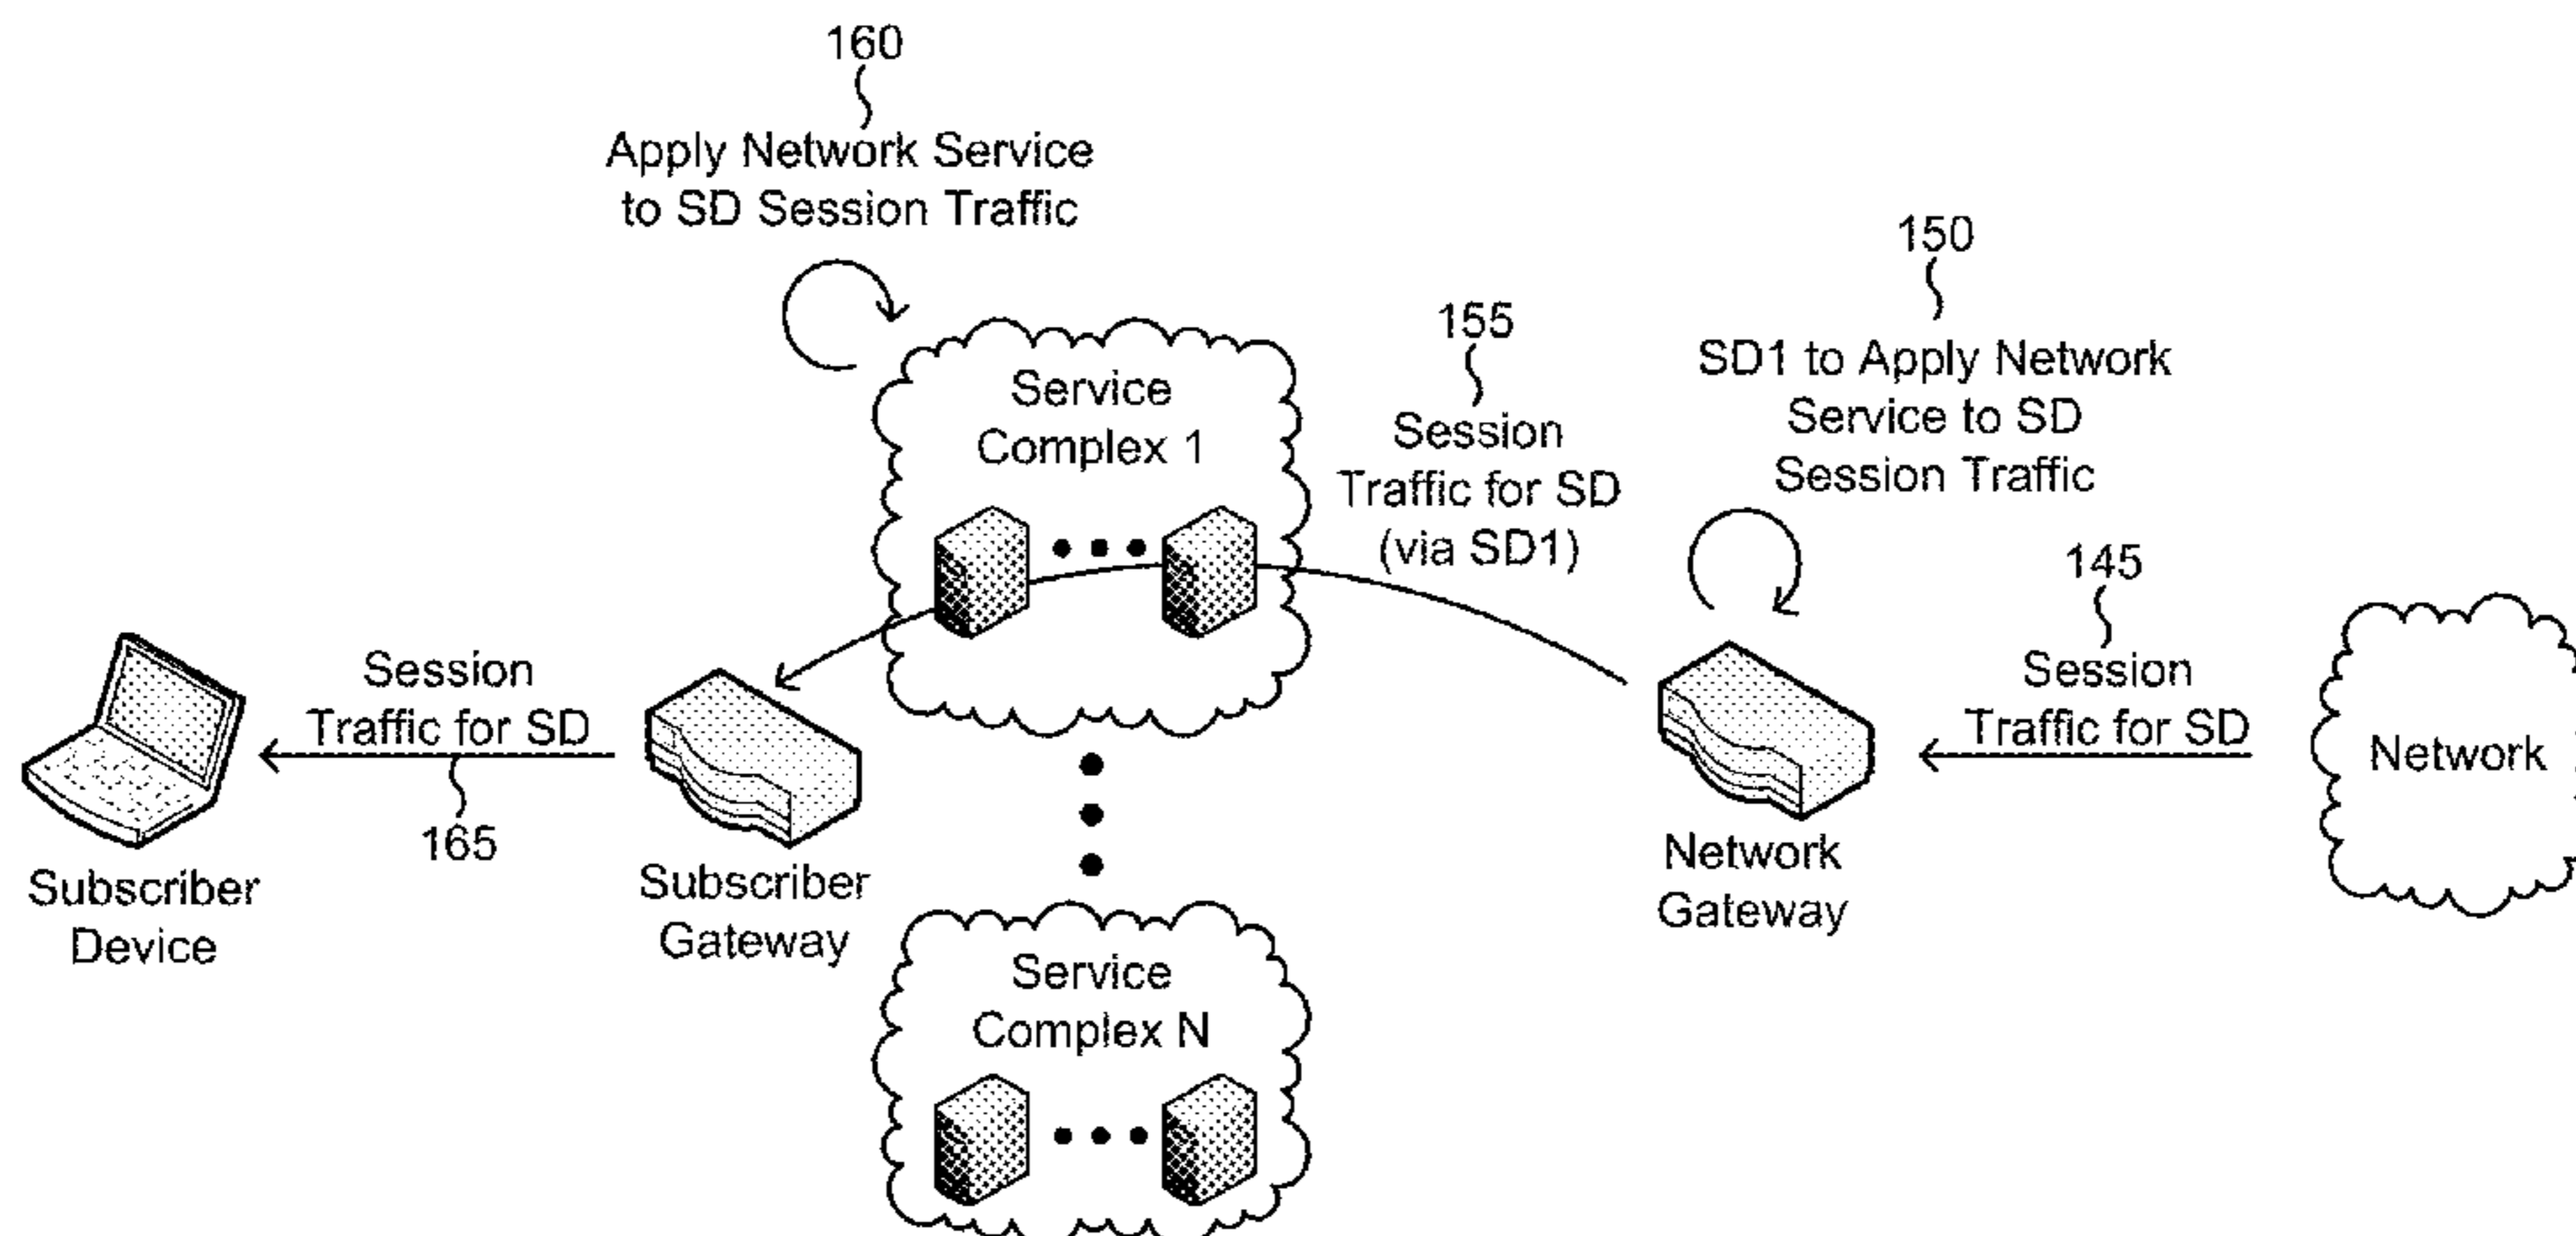 160
Apply Network Service
to SD Session Traffic
150
SD1 to Apply Network
Service to SD
Session Traffic
155
Session
Traffic for SD
(via SD1)
Service
Complex 1
145
Session
Traffic for SD
Network
Session
Traffic for SD
165
Subscriber
Device
Subscriber
Gateway
Network
Gateway
Service
Complex N